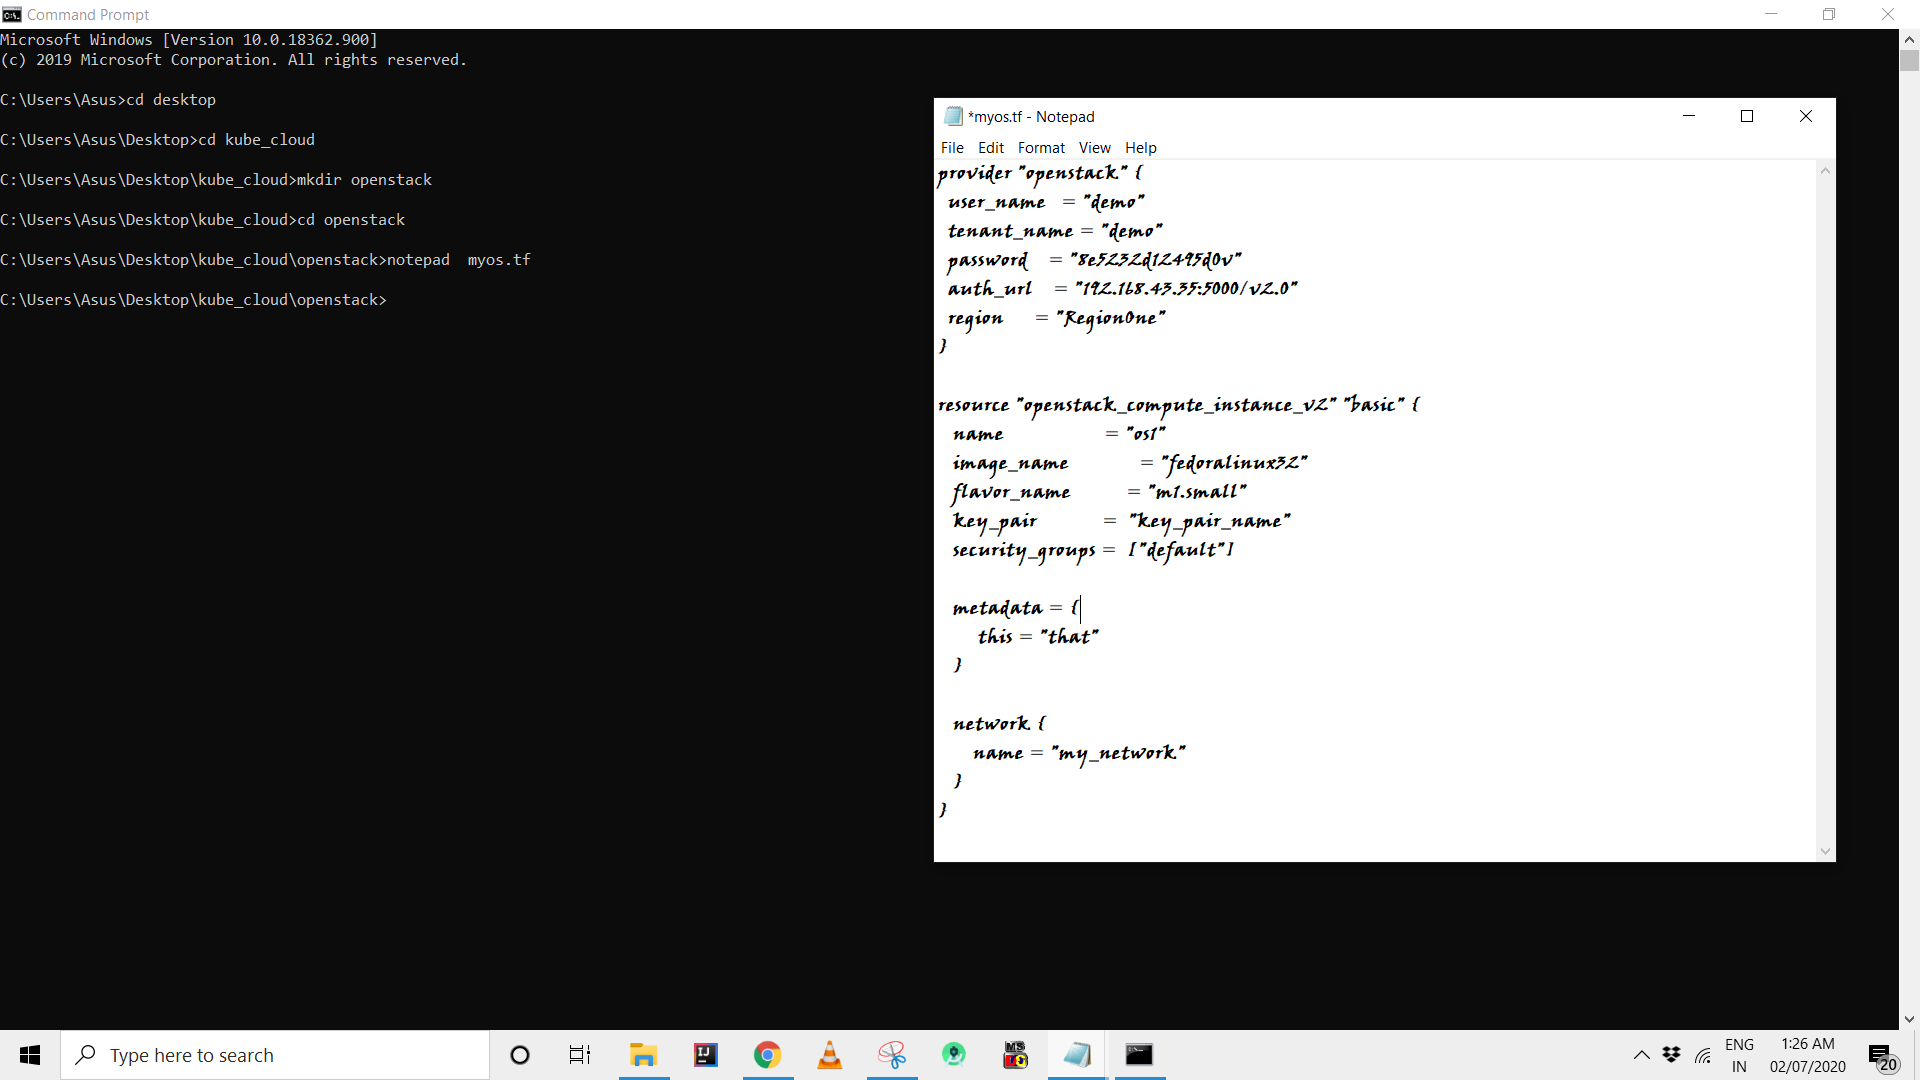 Command Prompt
Microsoft Windows [Version 10.0.18362.900]
(c) 2019 Microsoft Corporation. All rights reserved.
C:\Users\Asus>cd desktop
C:\Users\Asus\Desktop>cd kube_cloud
C:\Users\Asus\Desktop\kube_cloud>mkdir openstack
C:\Users\Asus\Desktop\kube_cloud>cd openstack
C:\Users\Asus\Desktop\kube_cloud\openstack>notepad  myos.tf
C:\Users\Asus\Desktop\kube_cloud\openstack>
*myos.tf - Notepad
File Edit Format View Help
provider "openstack" {
user_name = "demo"
tenant_name = "demo"
password = "8e5232d12495d0v"
auth_url = "192.168.43.35:5000/v2.0"
region = "RegionOne"
}
resource "openstack_compute_instance_v2" "basic" {
name = "os1"
image_name = "fedoralinux32"
flavor_name = "m1.small"
key_pair = "key_pair_name"
security_groups = ["default"]
metadata = {
this = "that"
}
network {
name = "my_network"
}
}
Type here to search
ENG
IN
1:26 AM
02/07/2020
20